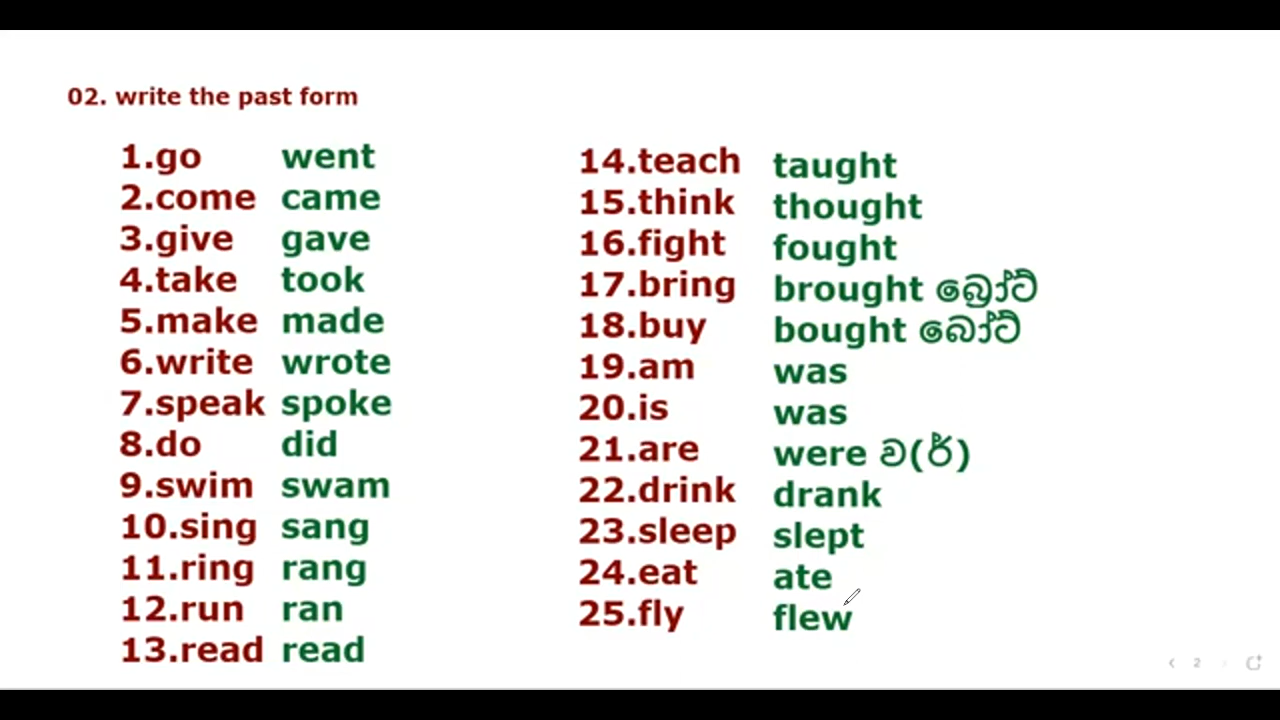 02. write the past form
1.go went
2.come came
3.give gave
4.take took
5.make made
6.write wrote
7.speak spoke
8.do did
9.swim swam
10.sing sang
11.ring rang
12.run ran
13.read read
14.teach taught
15.think thought
16.fight fought
17.bring brought බ්‍රෝට්
18.buy bought බෝට්
19.am was
20.is was
21.are were ව(ර්)
22.drink drank
23.sleep slept
24.eat ate
25.fly flew
2